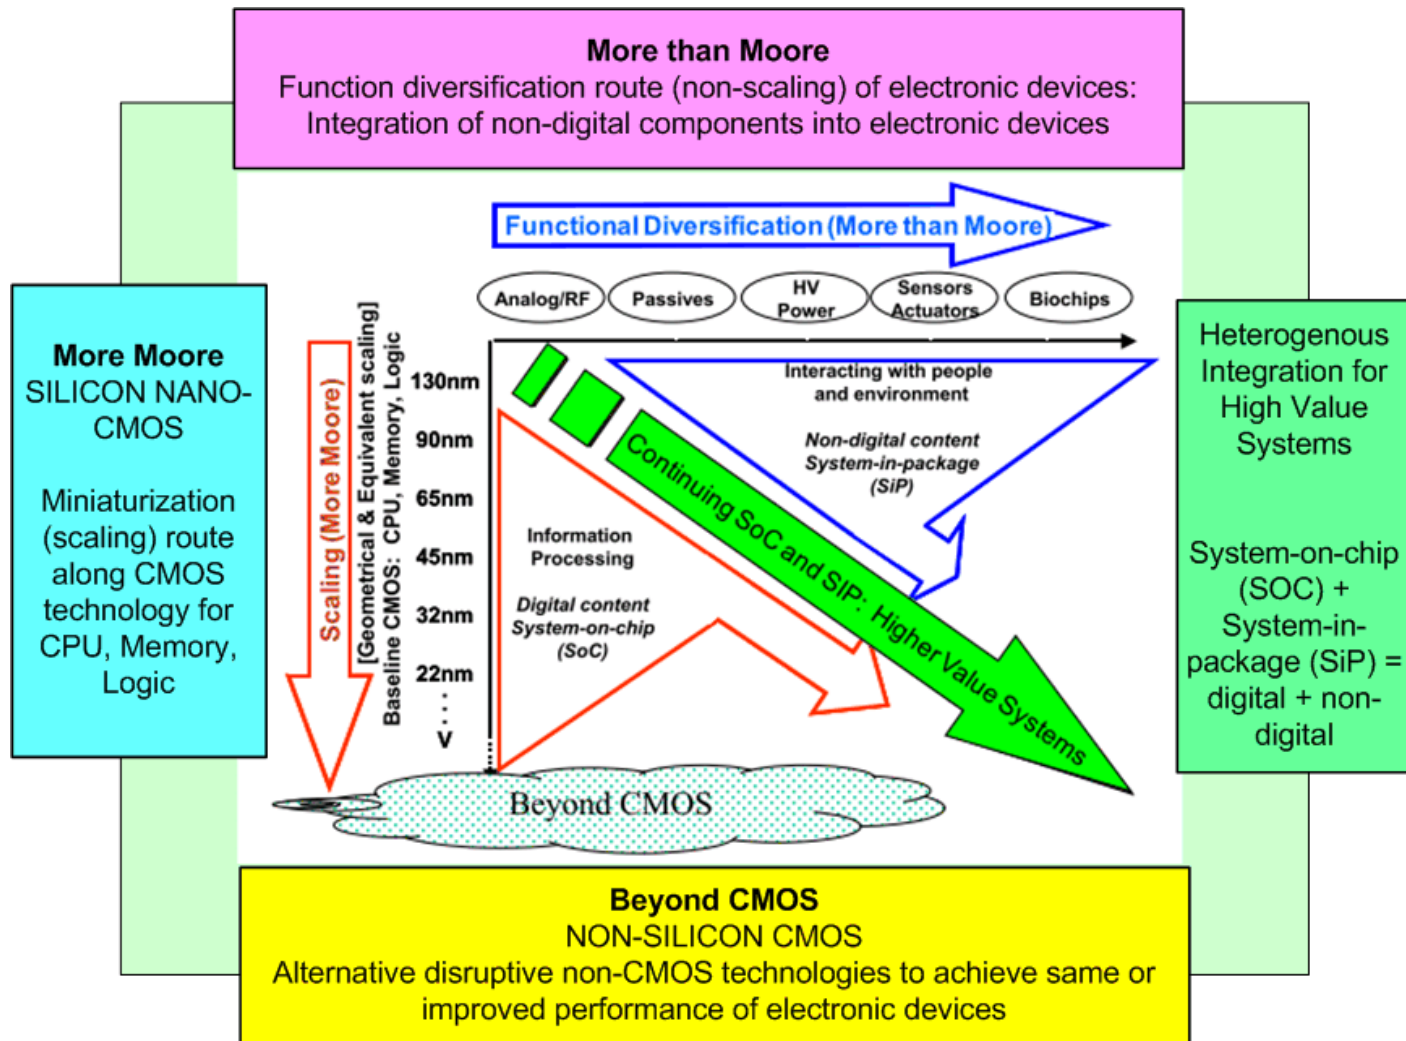 More than Moore
Function diversification route (non-scaling) of electronic devices:
Integration of non-digital components into electronic devices
Functional Diversification (More than Moore)
Analog/RF
Passives
HV
Power
Sensors
Actuators
Biochips
More Moore
SILICON NANO-
CMOS
Miniaturization
(scaling) route
along CMOS
technology for
CPU, Memory,
Logic
Scaling (More Moore)
[Geometrical & Equivalent scaling]
Baseline CMOS: CPU, Memory, Logic
130nm
90nm
65nm
45nm
32nm
22nm
V
Interacting with people
and environment
Non-digital content
System-in-package
(SiP)
Continuing SoC and SIP: Higher Value Systems
Information
Processing
Digital content
System-on-chip
(SoC)
Beyond CMOS
Heterogenous
Integration for
High Value
Systems
System-on-chip
(SOC) +
System-in-
package (SiP) =
digital + non-
digital
Beyond CMOS
NON-SILICON CMOS
Alternative disruptive non-CMOS technologies to achieve same or
improved performance of electronic devices